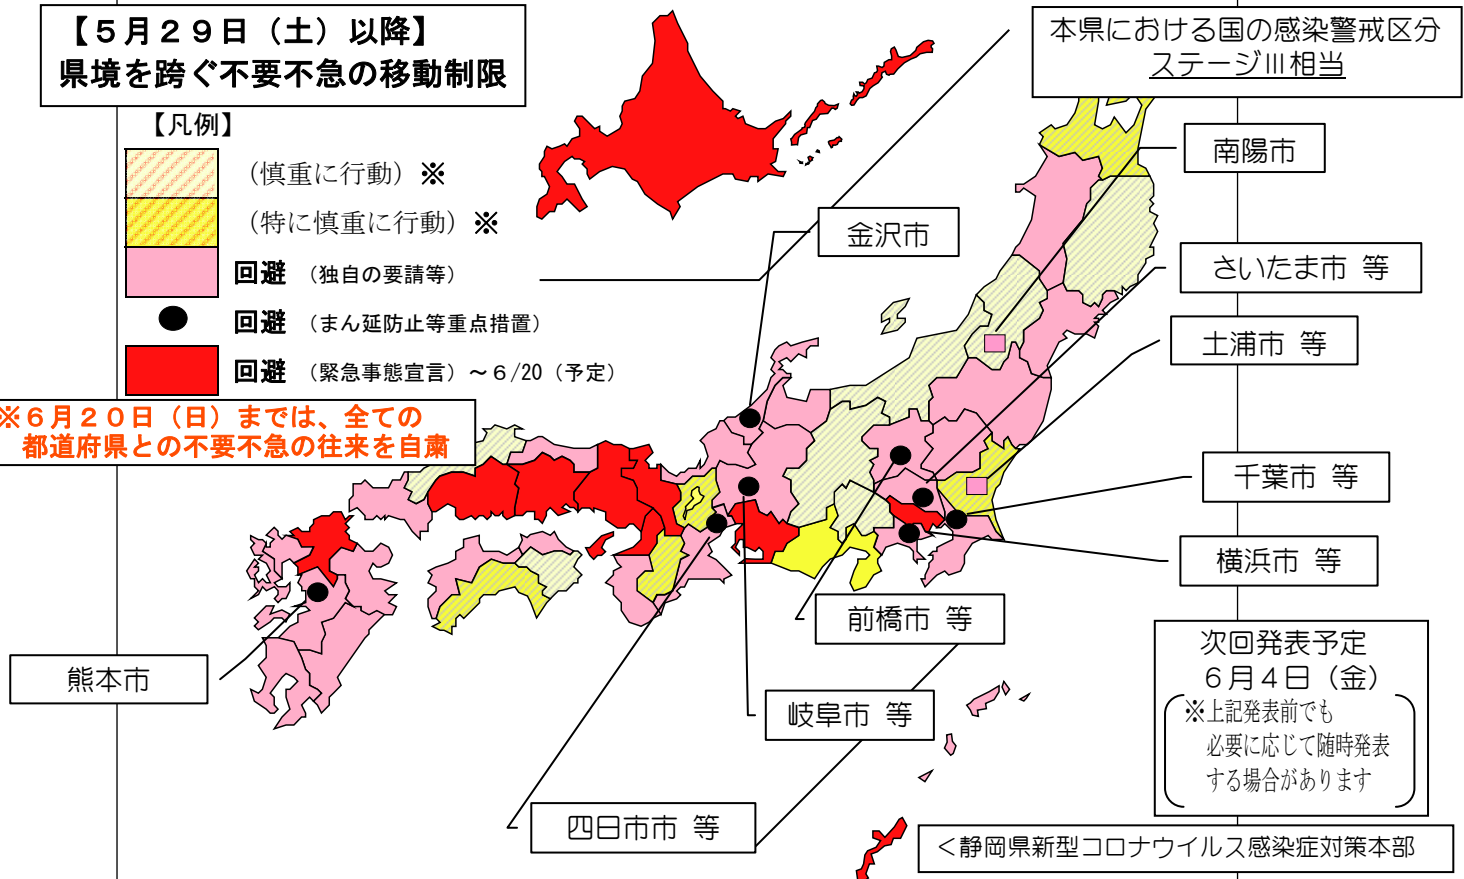 【５月２９日（土）以降】
県境を跨ぐ不要不急の移動制限
本県における国の感染警戒区分
ステージⅢ相当
【凡例】
（慎重に行動）※
（特に慎重に行動）※
回避 （独自の要請等）
回避 （まん延防止等重点措置）
回避 （緊急事態宣言）～６/20（予定）
※６月２０日（日）までは、全ての
都道府県との不要不急の往来を自粛
南陽市
金沢市
さいたま市 等
土浦市 等
千葉市 等
横浜市 等
前橋市 等
熊本市
岐阜市 等
四日市市 等
次回発表予定
６月４日（金）
※上記発表前でも
必要に応じて随時発表
する場合があります
＜静岡県新型コロナウイルス感染症対策本部